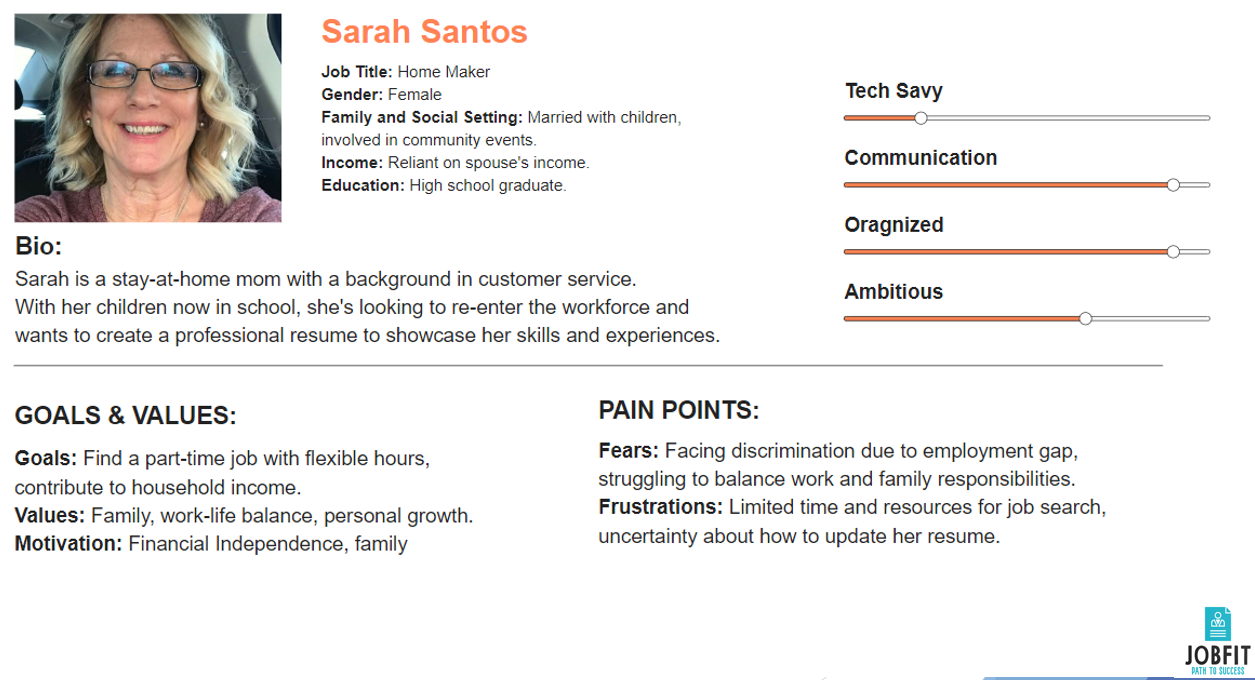 Sarah Santos
Job Title: Home Maker
Gender: Female
Family and Social Setting: Married with children,
involved in community events.
Income: Reliant on spouse's income.
Education: High school graduate.
Tech Savy
Communication
Oragnized
Ambitious
Bio:
Sarah is a stay-at-home mom with a background in customer service.
With her children now in school, she's looking to re-enter the workforce and
wants to create a professional resume to showcase her skills and experiences.
GOALS & VALUES:
Goals: Find a part-time job with flexible hours,
contribute to household income.
Values: Family, work-life balance, personal growth.
Motivation: Financial Independence, family
PAIN POINTS:
Fears: Facing discrimination due to employment gap,
struggling to balance work and family responsibilities.
Frustrations: Limited time and resources for job search,
uncertainty about how to update her resume.
JOBFIT
PATH TO SUCCESS